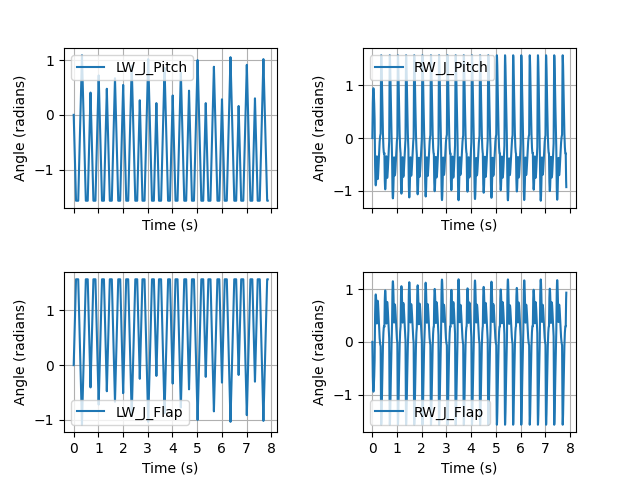 LW_J_Pitch
Angle (radians)
1
0
−1
Time (s)
RW_J_Pitch
Angle (radians)
1
0
−1
Time (s)
LW_J_Flap
Angle (radians)
1
0
−1
0 1 2 3 4 5 6 7 8
Time (s)
RW_J_Flap
Angle (radians)
1
0
−1
0 1 2 3 4 5 6 7 8
Time (s)